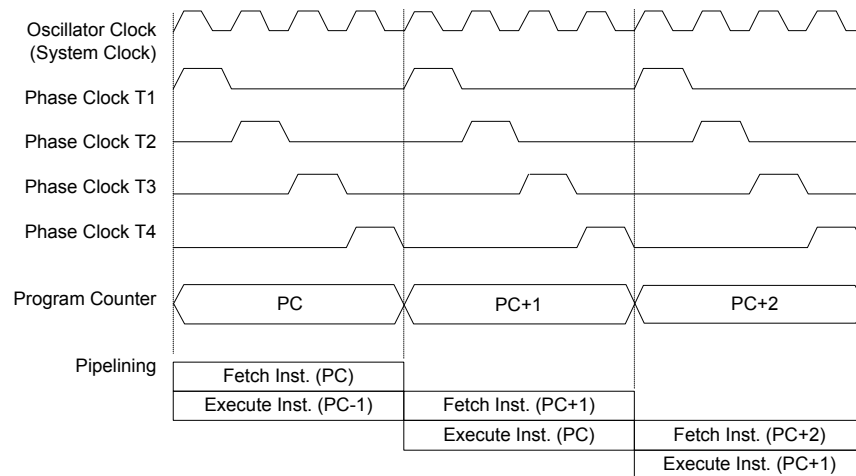 Oscillator Clock
(System Clock)
Phase Clock T1
Phase Clock T2
Phase Clock T3
Phase Clock T4
Program Counter
PC
PC+1
PC+2
Pipelining
Fetch Inst. (PC)
Execute Inst. (PC-1)
Fetch Inst. (PC+1)
Execute Inst. (PC)
Fetch Inst. (PC+2)
Execute Inst. (PC+1)